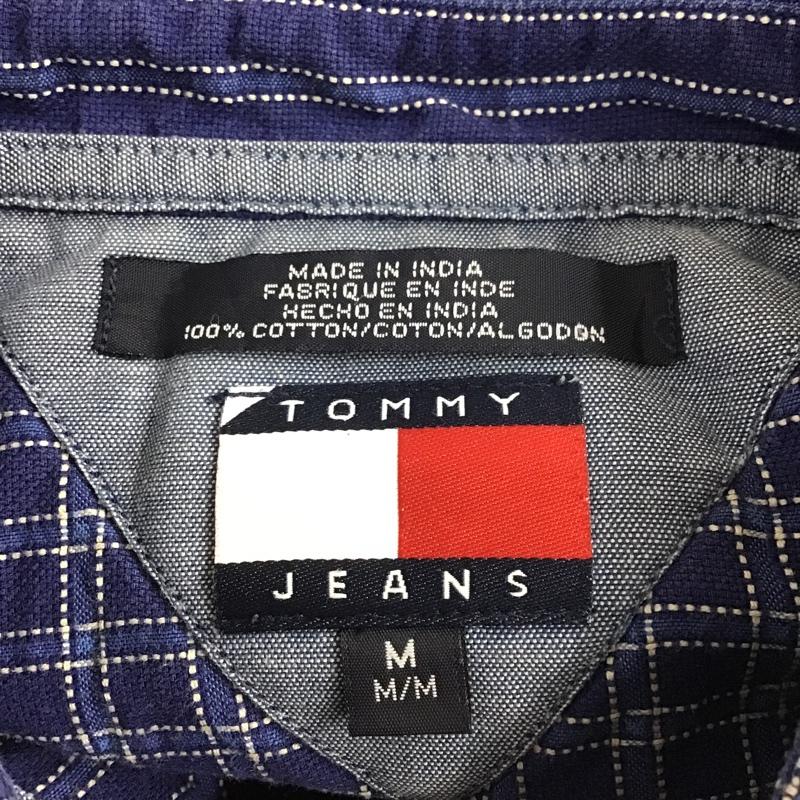 MADE IN INDIA
FABRIQUE EN INDE
HECHO EN INDIA
100% COTTON/COTON/ALGODON
TOMMY
JEANS
M
M/M